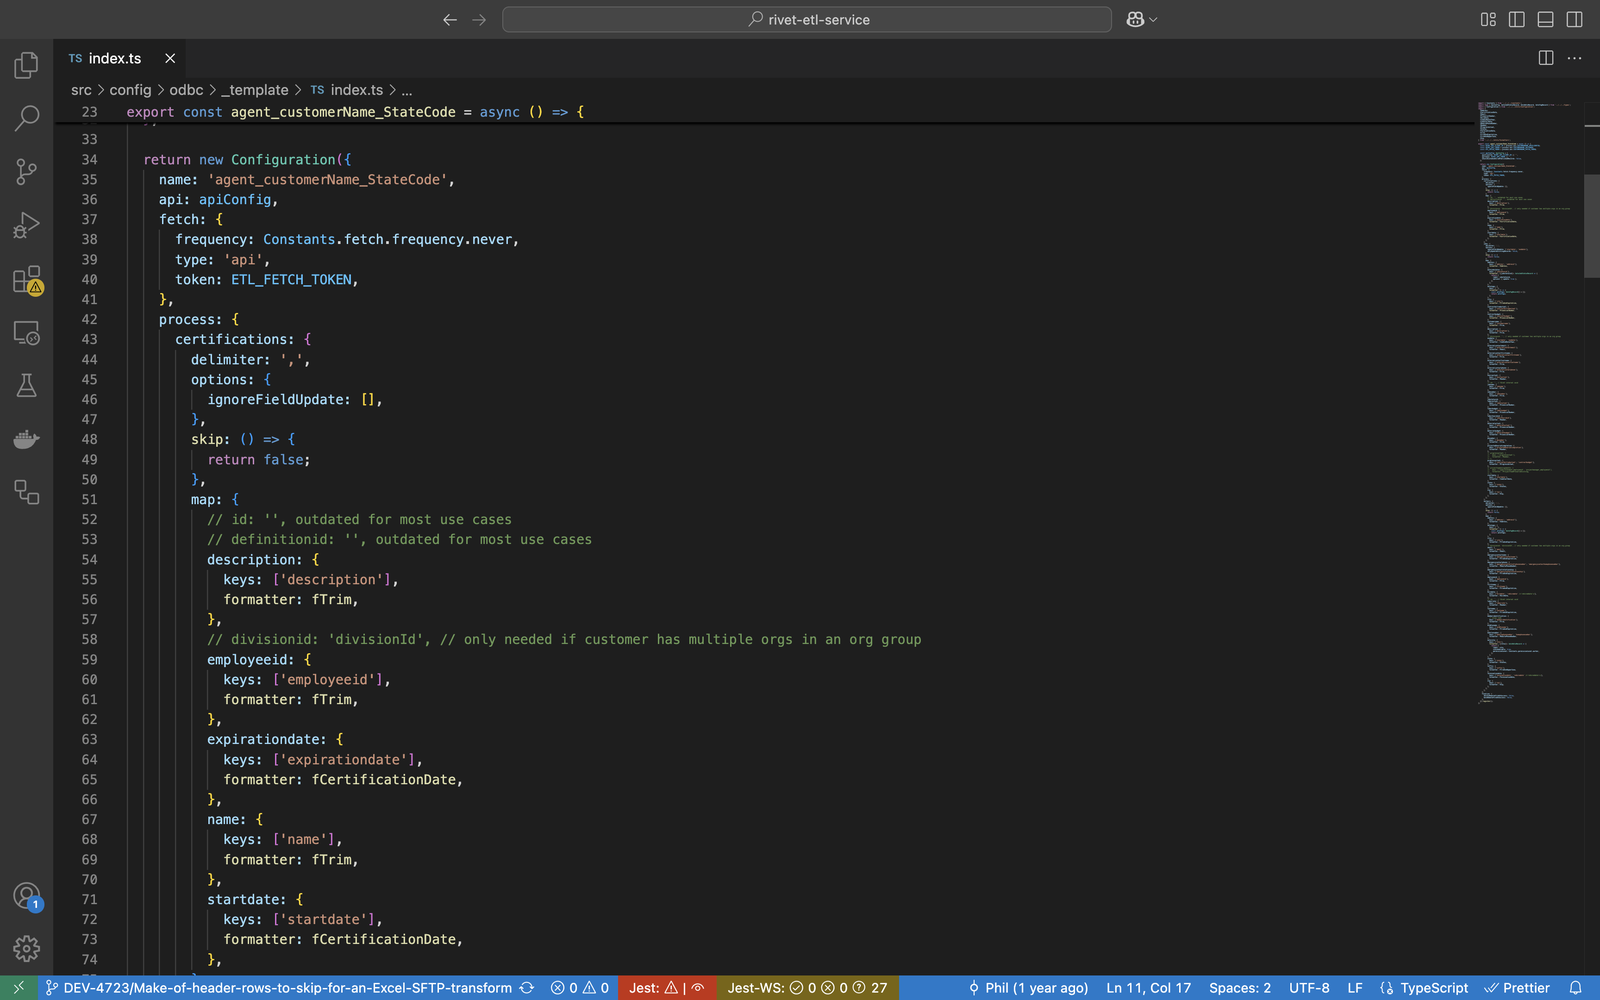 rivet-etl-service
TS index.ts
src > config > odbc > _template > TS index.ts > ...
23 export const agent_customerName_StateCode = async () => {
33
34 return new Configuration({
35 name: 'agent_customerName_StateCode',
36 api: apiConfig,
37 fetch: {
38 frequency: Constants.fetch.frequency.never,
39 type: 'api',
40 token: ETL_FETCH_TOKEN,
41 },
42 process: {
43 certifications: {
44 delimiter: ',',
45 options: {
46 ignoreFieldUpdate: [],
47 },
48 skip: () => {
49 return false;
50 },
51 map: {
52 // id: '', outdated for most use cases
53 // definitionid: '', outdated for most use cases
54 description: {
55 keys: ['description'],
56 formatter: fTrim,
57 },
58 // divisionid: 'divisionId', // only needed if customer has multiple orgs in an org group
59 employeeid: {
60 keys: ['employeeid'],
61 formatter: fTrim,
62 },
63 expirationdate: {
64 keys: ['expirationdate'],
65 formatter: fCertificationDate,
66 },
67 name: {
68 keys: ['name'],
69 formatter: fTrim,
70 },
71 startdate: {
72 keys: ['startdate'],
73 formatter: fCertificationDate,
74 },
1
DEV-4723/Make-of-header-rows-to-skip-for-an-Excel-SFTP-transform 0 0 Jest: | Jest-WS: 0 0 27 Phil (1 year ago) Ln 11, Col 17 Spaces: 2 UTF-8 LF {} TypeScript Prettier